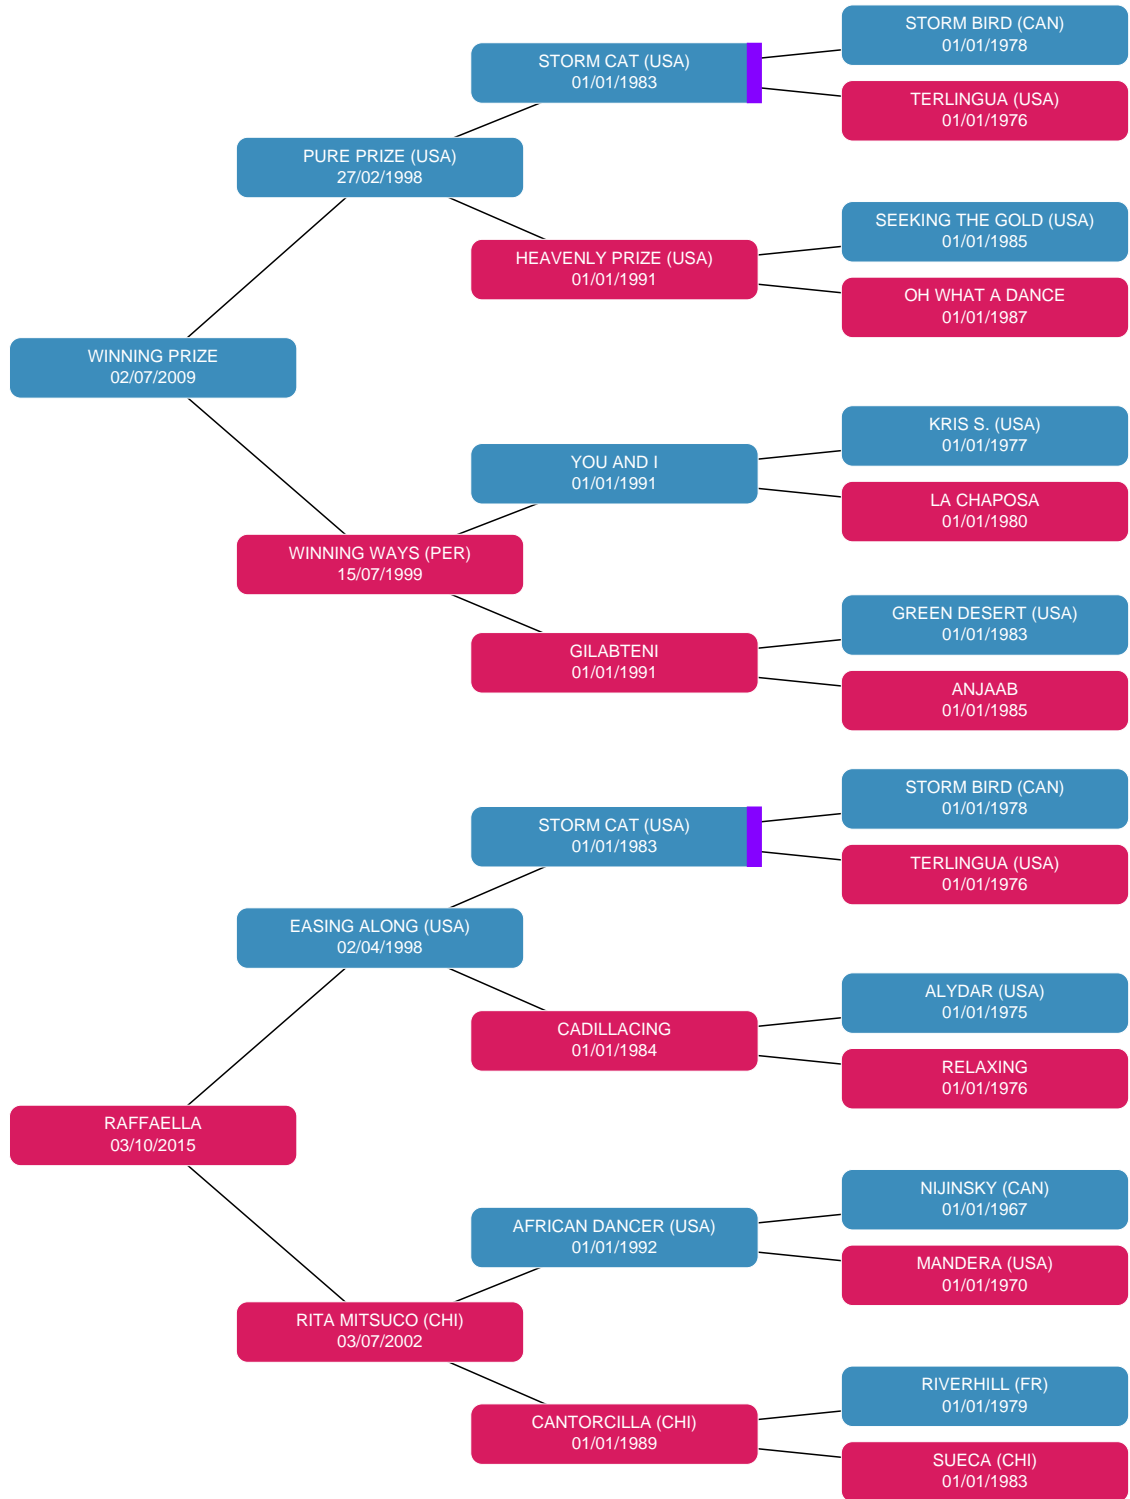 STORM BIRD (CAN)
01/01/1978
STORM CAT (USA)
01/01/1983
TERLINGUA (USA)
01/01/1976
PURE PRIZE (USA)
27/02/1998
SEEKING THE GOLD (USA)
01/01/1985
HEAVENLY PRIZE (USA)
01/01/1991
OH WHAT A DANCE
01/01/1987
WINNING PRIZE
02/07/2009
KRIS S. (USA)
01/01/1977
YOU AND I
01/01/1991
LA CHAPOSA
01/01/1980
WINNING WAYS (PER)
15/07/1999
GREEN DESERT (USA)
01/01/1983
GILABTENI
01/01/1991
ANJAAB
01/01/1985
STORM BIRD (CAN)
01/01/1978
STORM CAT (USA)
01/01/1983
TERLINGUA (USA)
01/01/1976
EASING ALONG (USA)
02/04/1998
ALYDAR (USA)
01/01/1975
CADILLACING
01/01/1984
RELAXING
01/01/1976
RAFFAELLA
03/10/2015
NIJINSKY (CAN)
01/01/1967
AFRICAN DANCER (USA)
01/01/1992
MANDERA (USA)
01/01/1970
RITA MITSUCO (CHI)
03/07/2002
RIVERHILL (FR)
01/01/1979
CANTORCILLA (CHI)
01/01/1989
SUECA (CHI)
01/01/1983